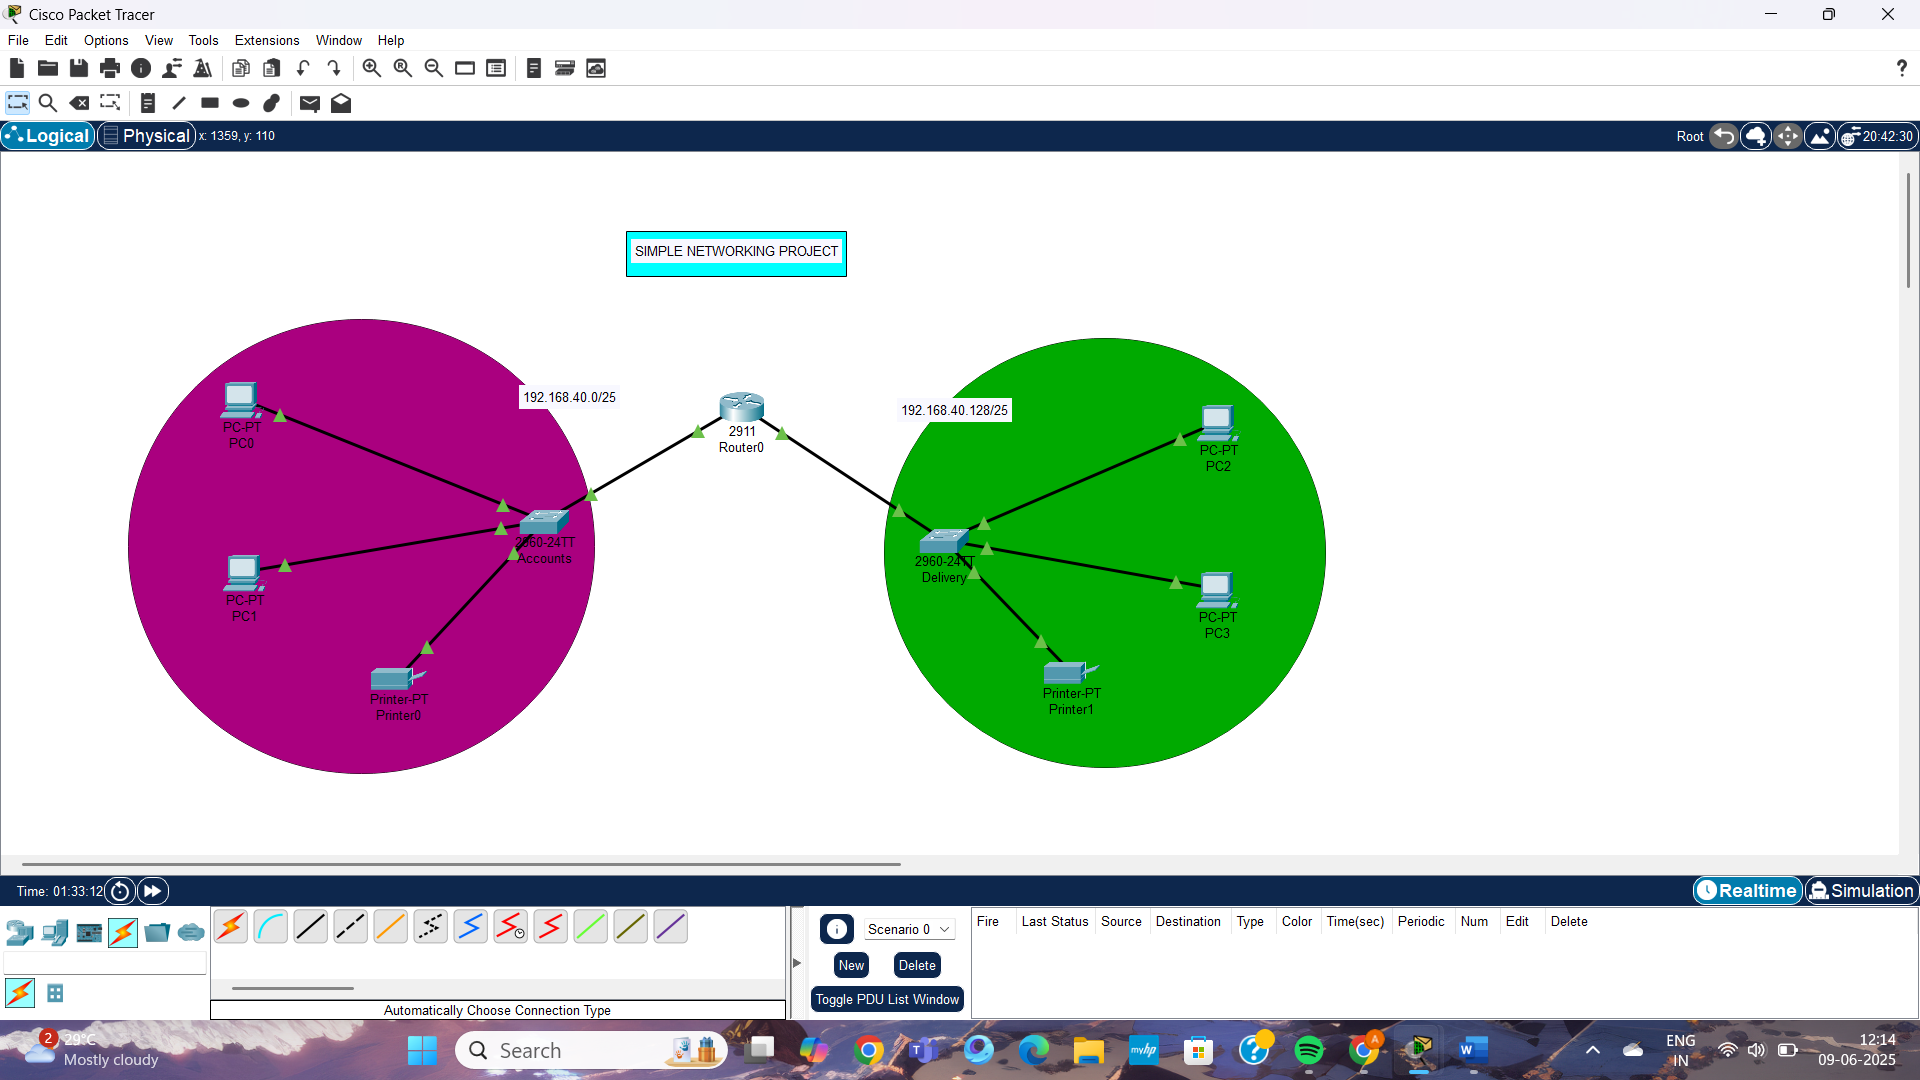 Cisco Packet Tracer
File Edit Options View Tools Extensions Window Help
?
Logical Physical x: 1359, y: 110 Root 20:42:30
SIMPLE NETWORKING PROJECT
192.168.40.0/25
192.168.40.128/25
PC-PT
PC0
2911
Router0
PC-PT
PC2
2960-24TT
Accounts
2960-24TT
Delivery
PC-PT
PC1
PC-PT
PC3
Printer-PT
Printer0
Printer-PT
Printer1
Time: 01:33:12 Realtime Simulation
Scenario 0
Fire Last Status Source Destination Type Color Time(sec) Periodic Num Edit Delete
New Delete
Toggle PDU List Window
Automatically Choose Connection Type
2 29°C
Mostly cloudy
Search
myhp
ENG
IN
12:14
09-06-2025